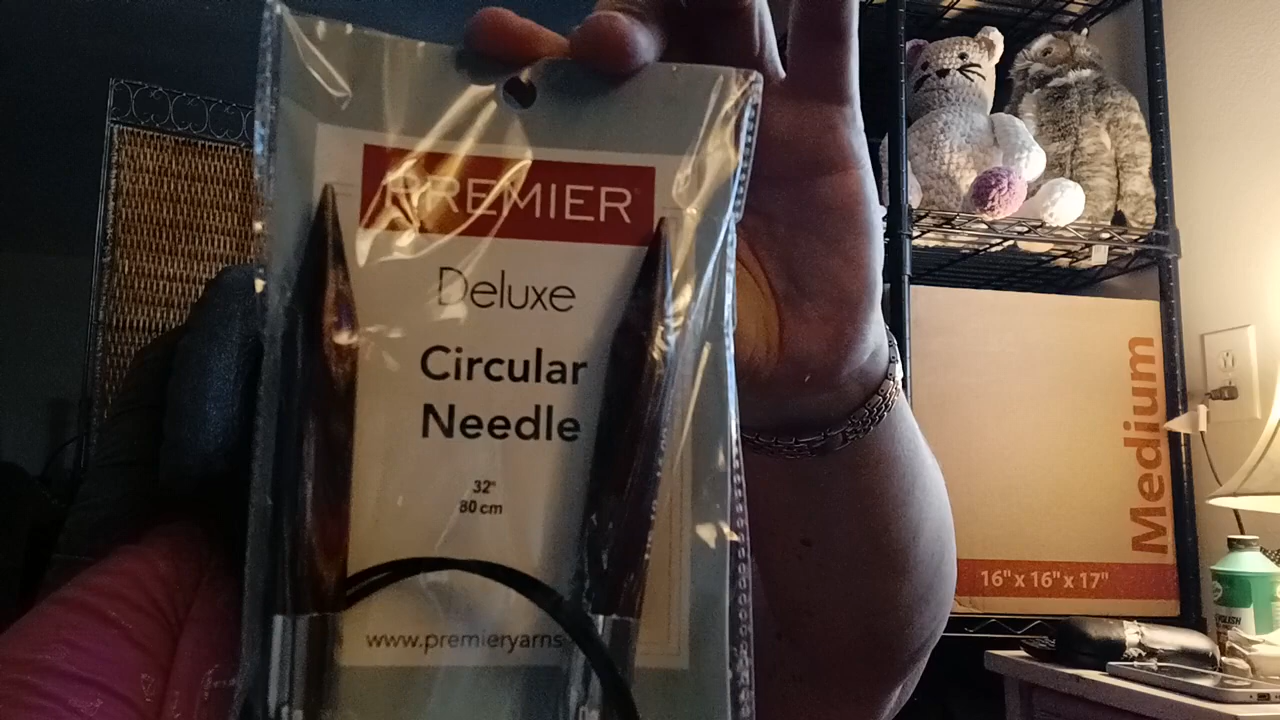 PREMIER
Deluxe
Circular
Needle
32"
80 cm
www.premieryarns
Medium
16" x 16" x 17"